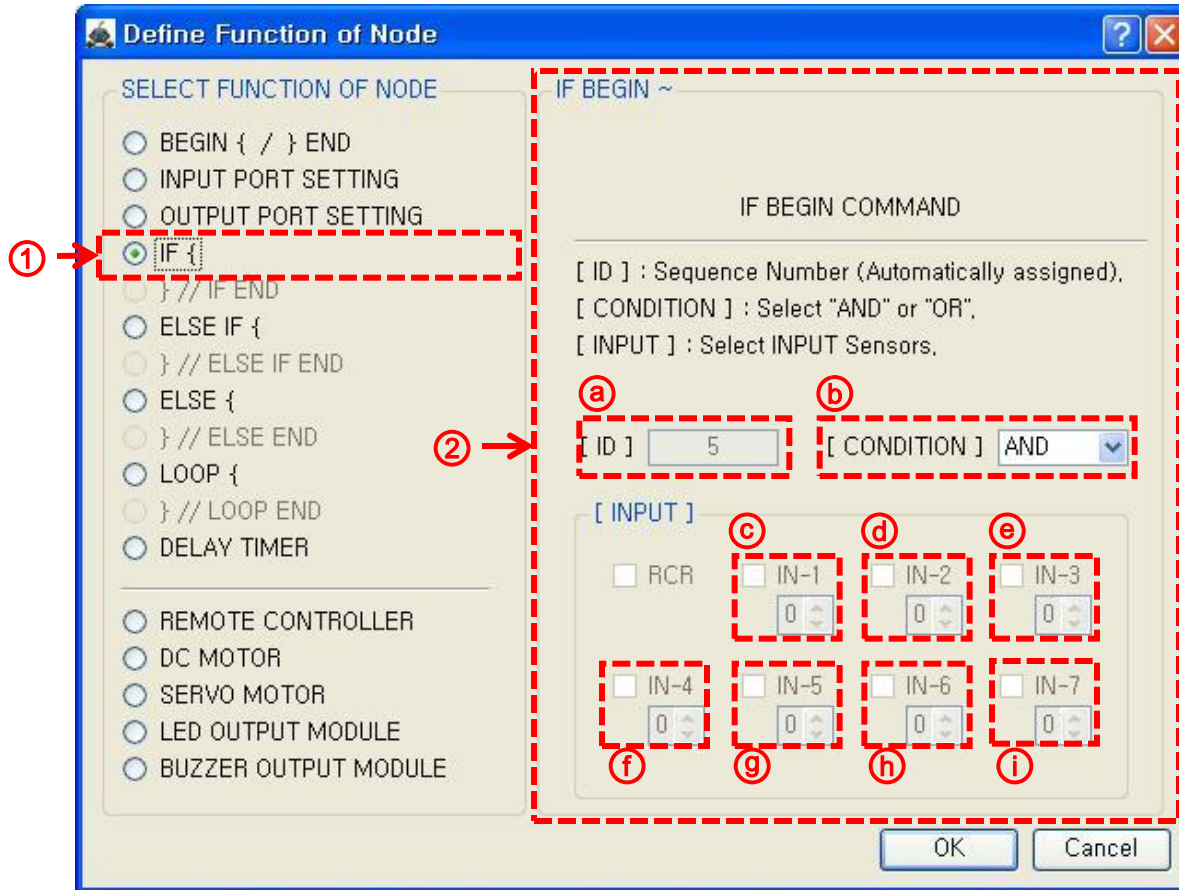 Define Function of Node
SELECT FUNCTION OF NODE
BEGIN { / } END
INPUT PORT SETTING
OUTPUT PORT SETTING
① IF {
} // IF END
ELSE IF {
} // ELSE IF END
ELSE {
} // ELSE END
LOOP {
} // LOOP END
DELAY TIMER
REMOTE CONTROLLER
DC MOTOR
SERVO MOTOR
LED OUTPUT MODULE
BUZZER OUTPUT MODULE
②
IF BEGIN ~
IF BEGIN COMMAND
[ ID ] : Sequence Number (Automatically assigned),
[ CONDITION ] : Select "AND" or "OR",
[ INPUT ] : Select INPUT Sensors,
ⓐ ⓑ
[ ID ] 5 [ CONDITION ] AND
[ INPUT ]
ⓒ ⓓ ⓔ
RCR IN-1 IN-2 IN-3
0 0 0
IN-4 IN-5 IN-6 IN-7
0 0 0 0
ⓕ ⓖ ⓗ ⓘ
OK Cancel